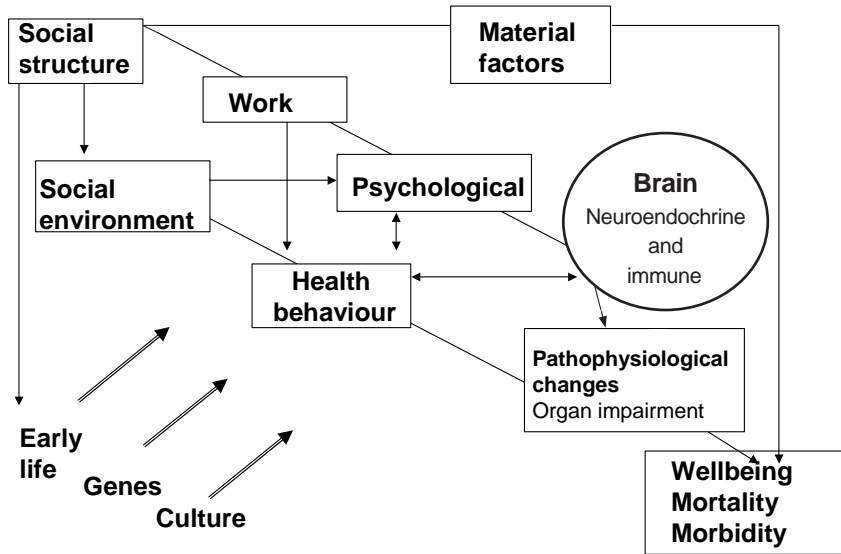 Social
structure
Material
factors
Work
Social
environment
Psychological
Brain
Neuroendocrine
and
immune
Health
behaviour
Pathophysiological
changes
Organ impairment
Early
life
Genes
Culture
Wellbeing
Mortality
Morbidity